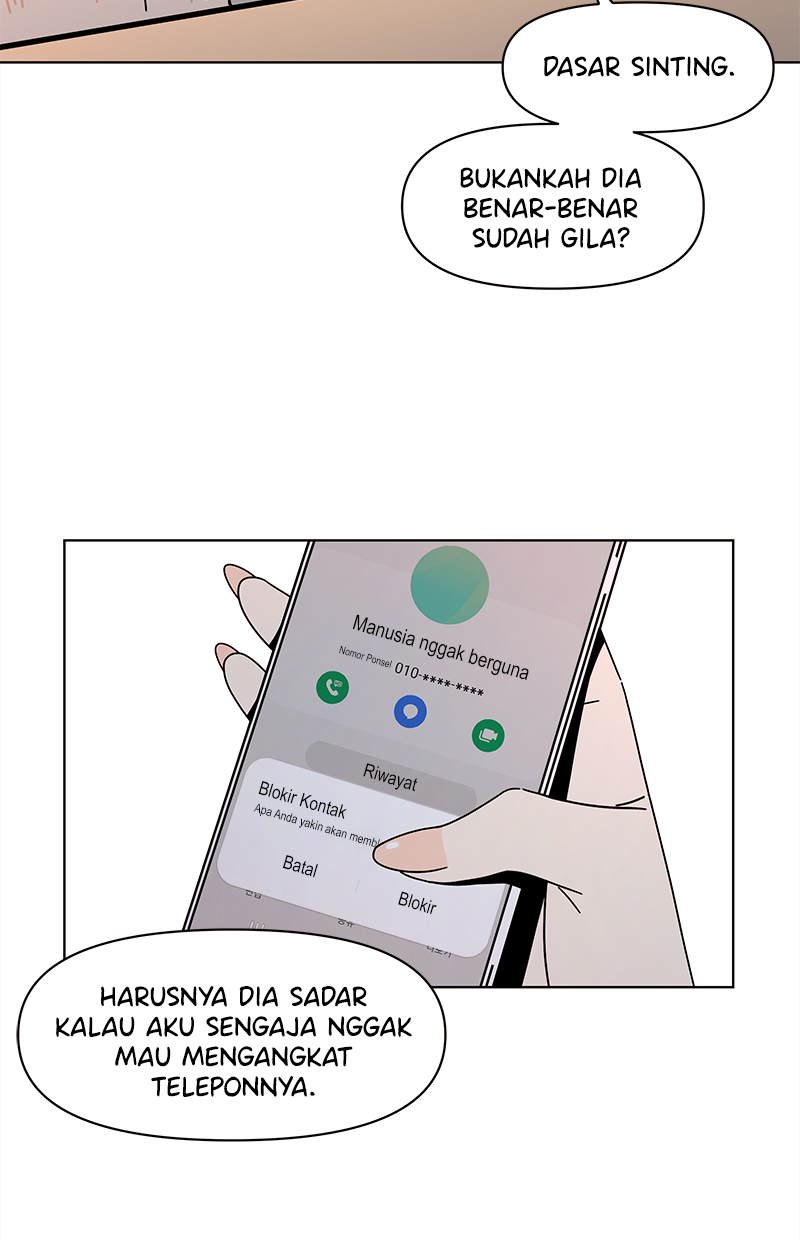 DASAR SINTING.
BUKANKAH DIA
BENAR-BENAR
SUDAH GILA?
Manusia nggak berguna
Nomor Ponsel 010-****-****
Riwayat
Blokir Kontak
Apa Anda yakin akan membl
Batal
Blokir
HARUSNYA DIA SADAR
KALAU AKU SENGAJA NGGAK
MAU MENGANGKAT
TELEPONNYA.